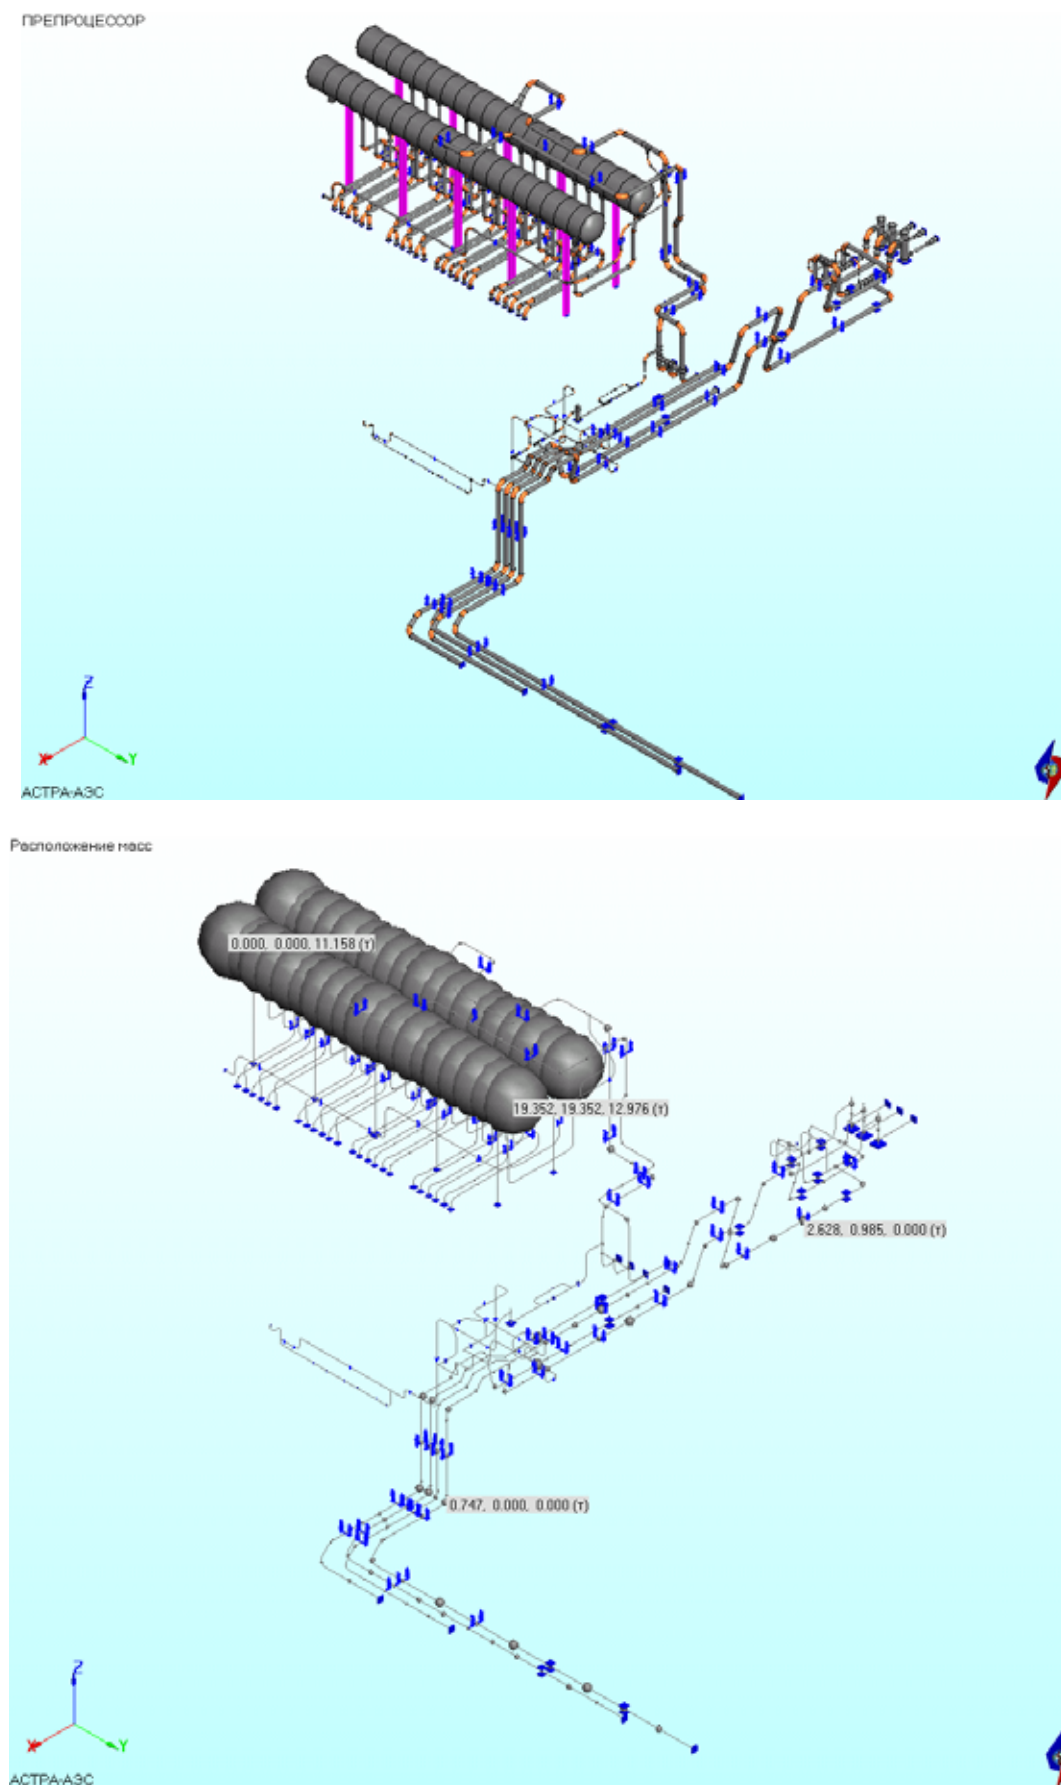 ПРЕПРОЦЕССОР
Z
X
Y
АСТРА-АЭС
Расположение масс
0.000, 0.000, 11.158 (т)
19.352, 19.352, 12.976 (т)
2.628, 0.985, 0.000 (т)
0.747, 0.000, 0.000 (т)
Z
X
Y
АСТРА-АЭС